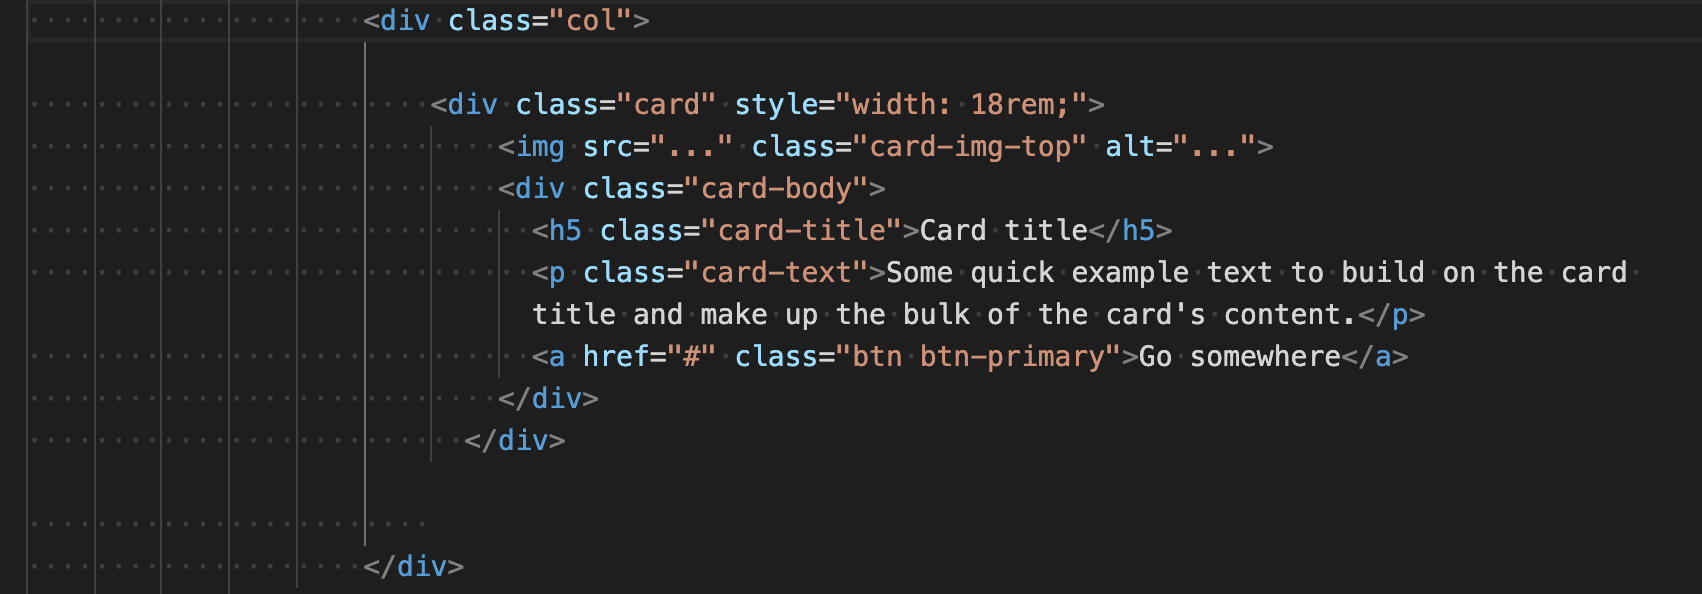 <div class="col">
<div class="card" style="width: 18rem;">
<img src="..." class="card-img-top" alt="...">
<div class="card-body">
<h5 class="card-title">Card title</h5>
<p class="card-text">Some quick example text to build on the card
title and make up the bulk of the card's content.</p>
<a href="#" class="btn btn-primary">Go somewhere</a>
</div>
</div>
</div>